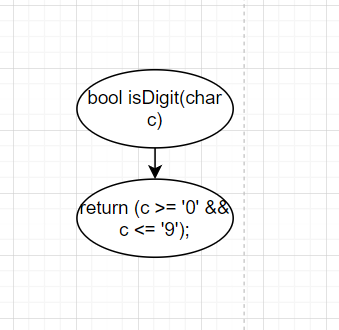 bool isDigit(char
c)
return (c >= '0' &&
c <= '9');